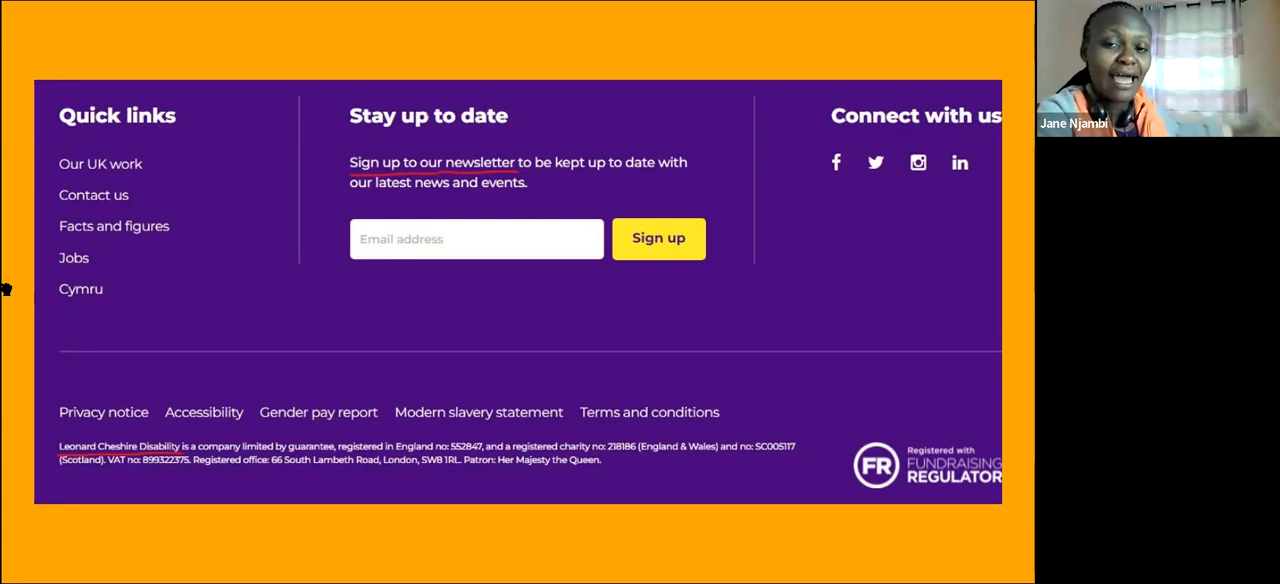 Quick links
Our UK work
Contact us
Facts and figures
Jobs
Cymru
Stay up to date
Sign up to our newsletter to be kept up to date with
our latest news and events.
Email address
Sign up
Connect with us
Privacy notice Accessibility Gender pay report Modern slavery statement Terms and conditions
Leonard Cheshire Disability is a company limited by guarantee, registered in England no: 552847, and a registered charity no: 218186 (England & Wales) and no: SC005117
(Scotland). VAT no: 899322375. Registered office: 66 South Lambeth Road, London, SW8 1RL. Patron: Her Majesty the Queen.
FR
Registered with
FUNDRAISING
REGULATOR
Jane Njambi